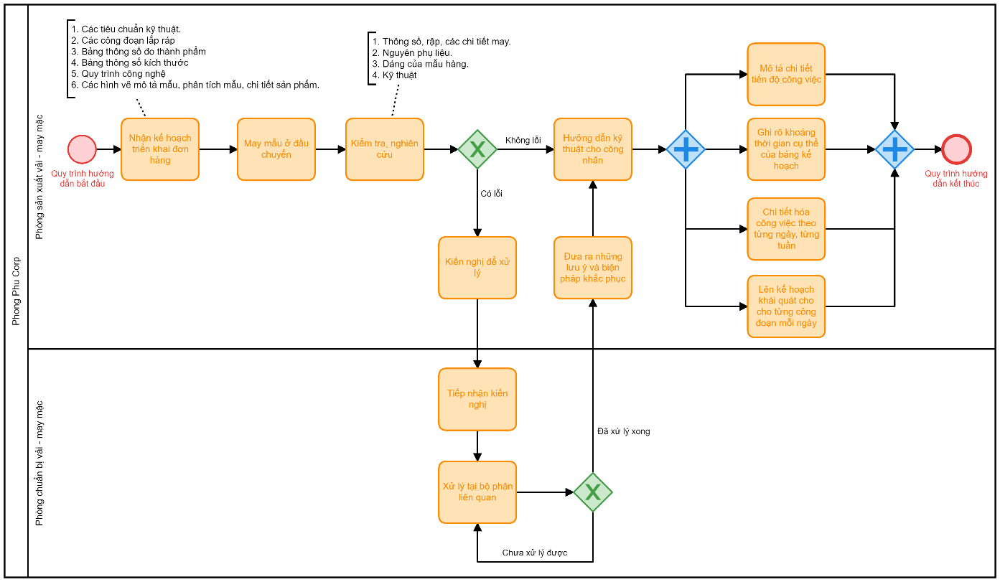 Phong Phu Corp
Phòng sản xuất vải - may mặc
1. Các tiêu chuẩn kỹ thuật.
2. Các công đoạn lắp ráp
3. Bảng thông số đo thành phẩm
4. Bảng thông số kích thước
5. Quy trình công nghệ
6. Các hình vẽ mô tả mẫu, phân tích mẫu, chi tiết sản phẩm.
1. Thông số, rập, các chi tiết may.
2. Nguyên phụ liệu.
3. Dáng của mẫu hàng.
4. Kỹ thuật
Quy trình hướng
dẫn bắt đầu
Nhận kế hoạch
triển khai đơn
hàng
May mẫu ở đầu
chuyền
Kiểm tra, nghiên
cứu
Không lỗi
Có lỗi
Hướng dẫn kỹ
thuật cho công
nhân
Mô tả chi tiết
tiến độ công việc
Ghi rõ khoảng
thời gian cụ thể
của bảng kế
hoạch
Chi tiết hóa
công việc theo
từng ngày, từng
tuần
Lên kế hoạch
khái quát cho
cho từng công
đoạn mỗi ngày
Quy trình hướng
dẫn kết thúc
Kiến nghị để xử
lý
Đưa ra những
lưu ý và biện
pháp khắc phục
Phòng chuẩn bị vải - may mặc
Tiếp nhận kiến
nghị
Xử lý tại bộ phận
liên quan
Đã xử lý xong
Chưa xử lý được